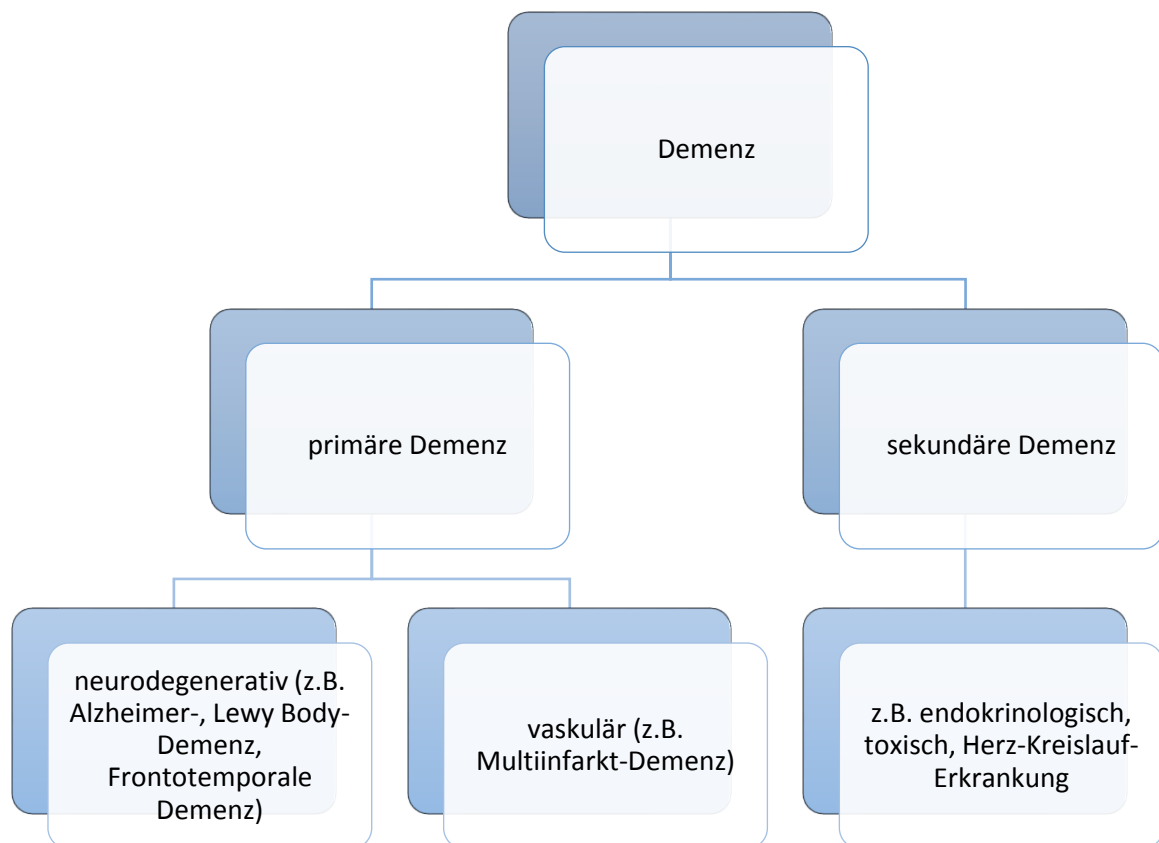 Demenz
primäre Demenz
sekundäre Demenz
neurodegenerativ (z.B.
Alzheimer-, Lewy Body-
Demenz,
Frontotemporale
Demenz)
vaskulär (z.B.
Multiinfarkt-Demenz)
z.B. endokrinologisch,
toxisch, Herz-Kreislauf-
Erkrankung